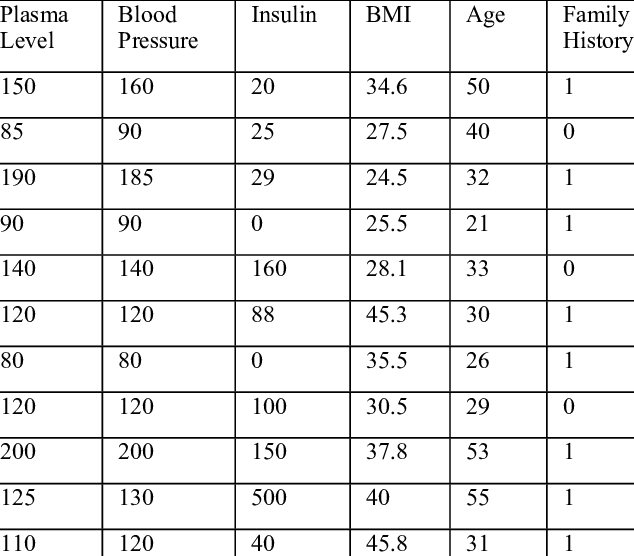 Plasma Level Blood Pressure Insulin BMI Age Family History
150 160 20 34.6 50 1
85 90 25 27.5 40 0
190 185 29 24.5 32 1
90 90 0 25.5 21 1
140 140 160 28.1 33 0
120 120 88 45.3 30 1
80 80 0 35.5 26 1
120 120 100 30.5 29 0
200 200 150 37.8 53 1
125 130 500 40 55 1
110 120 40 45.8 31 1